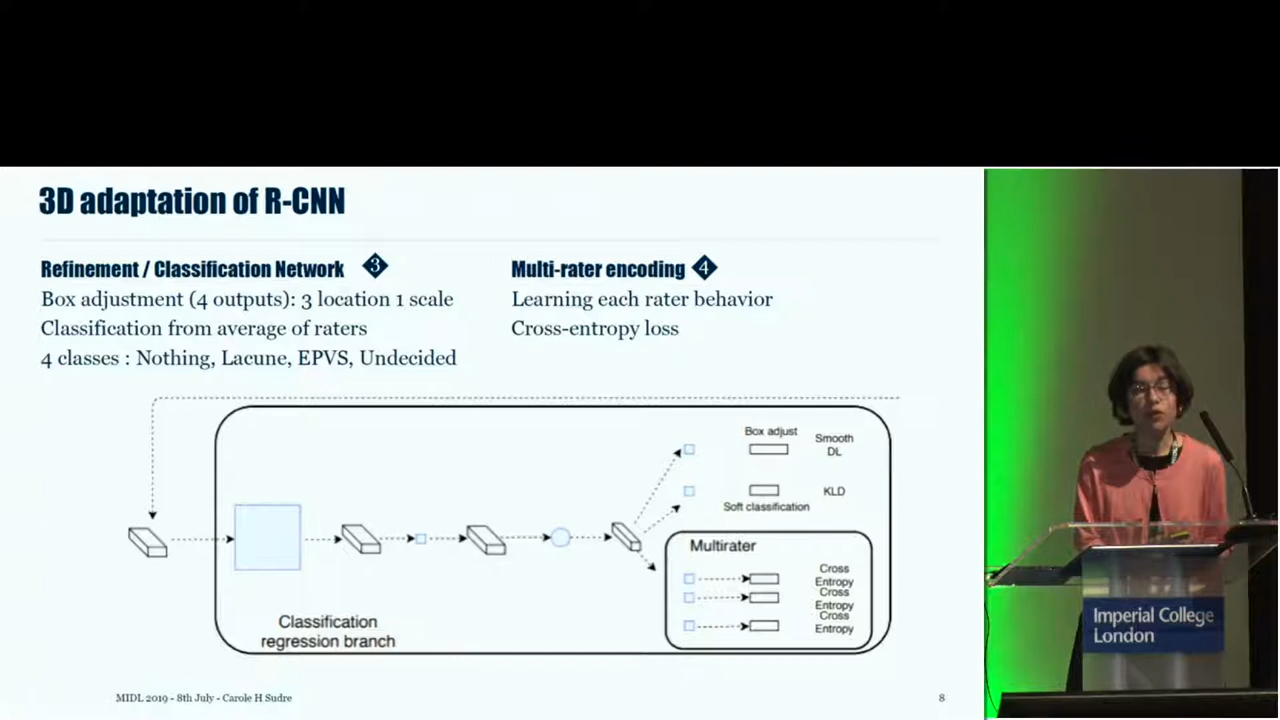 3D adaptation of R-CNN
Refinement / Classification Network 3
Box adjustment (4 outputs): 3 location 1 scale
Classification from average of raters
4 classes : Nothing, Lacune, EPVS, Undecided
Multi-rater encoding 4
Learning each rater behavior
Cross-entropy loss
Box adjust
Smooth
DL
KLD
Soft classification
Multirater
Cross
Entropy
Cross
Entropy
Cross
Entropy
Classification
regression branch
MIDL 2019 - 8th July - Carole H Sudre
8
Imperial College
London